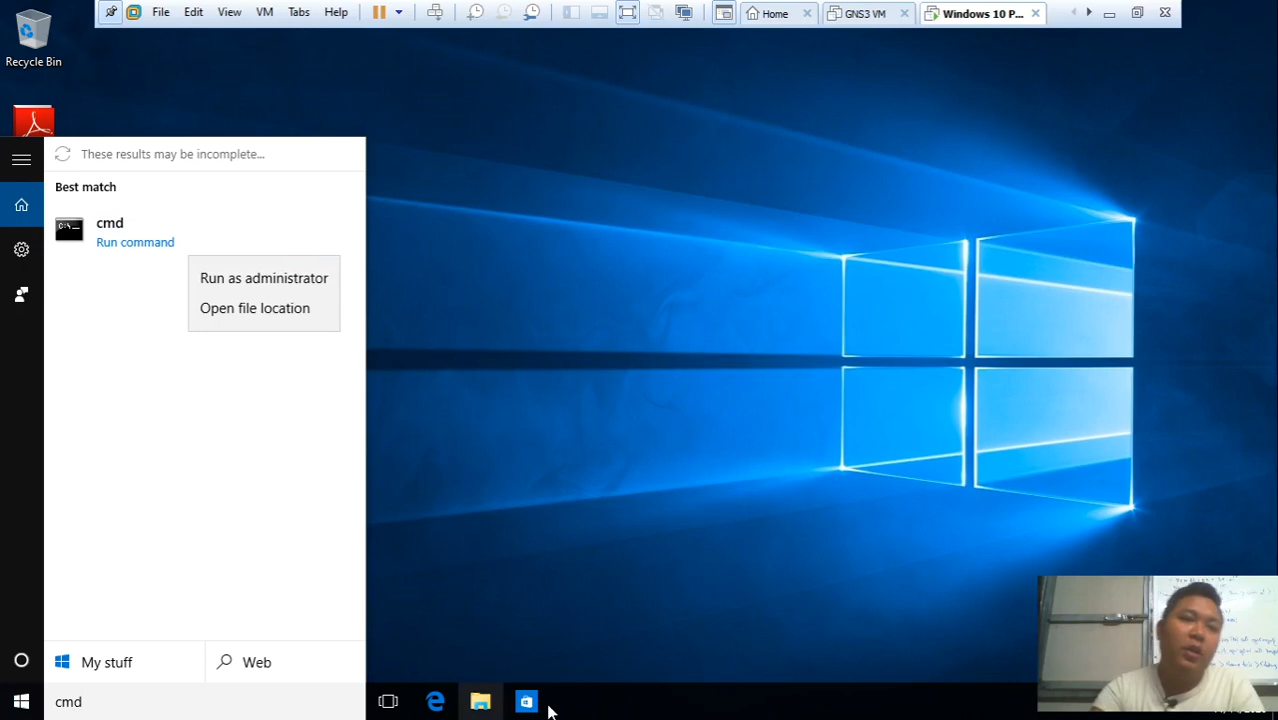 File Edit View VM Tabs Help
Home
GNS3 VM
Windows 10 P...
Recycle Bin
These results may be incomplete...
Best match
cmd
Run command
Run as administrator
Open file location
My stuff
Web
cmd